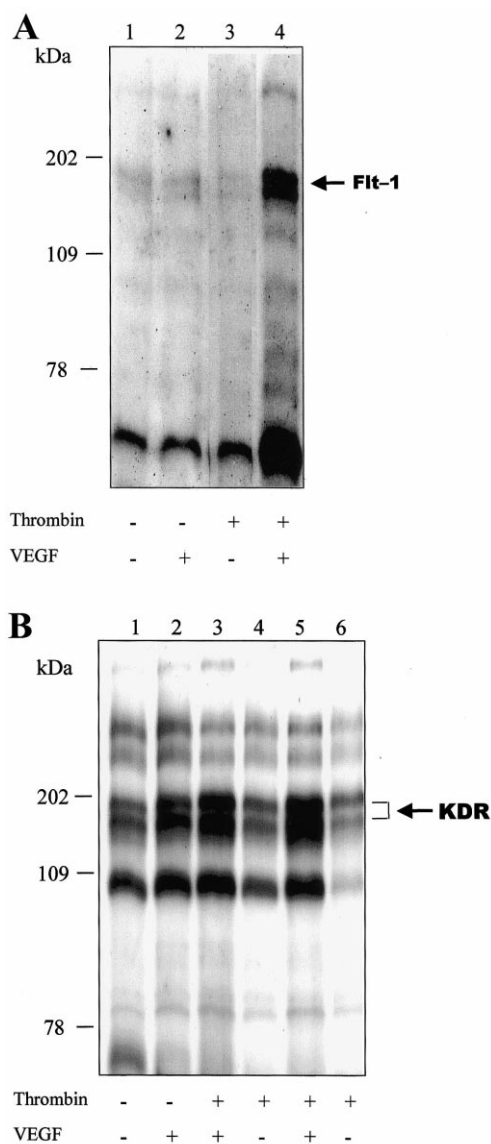 A
1 2 3 4
kDa
202
Flt-1
109
78
Thrombin - - + +
VEGF - + - +
B
1 2 3 4 5 6
kDa
202
KDR
109
78
Thrombin - - + + + +
VEGF - + + - + -